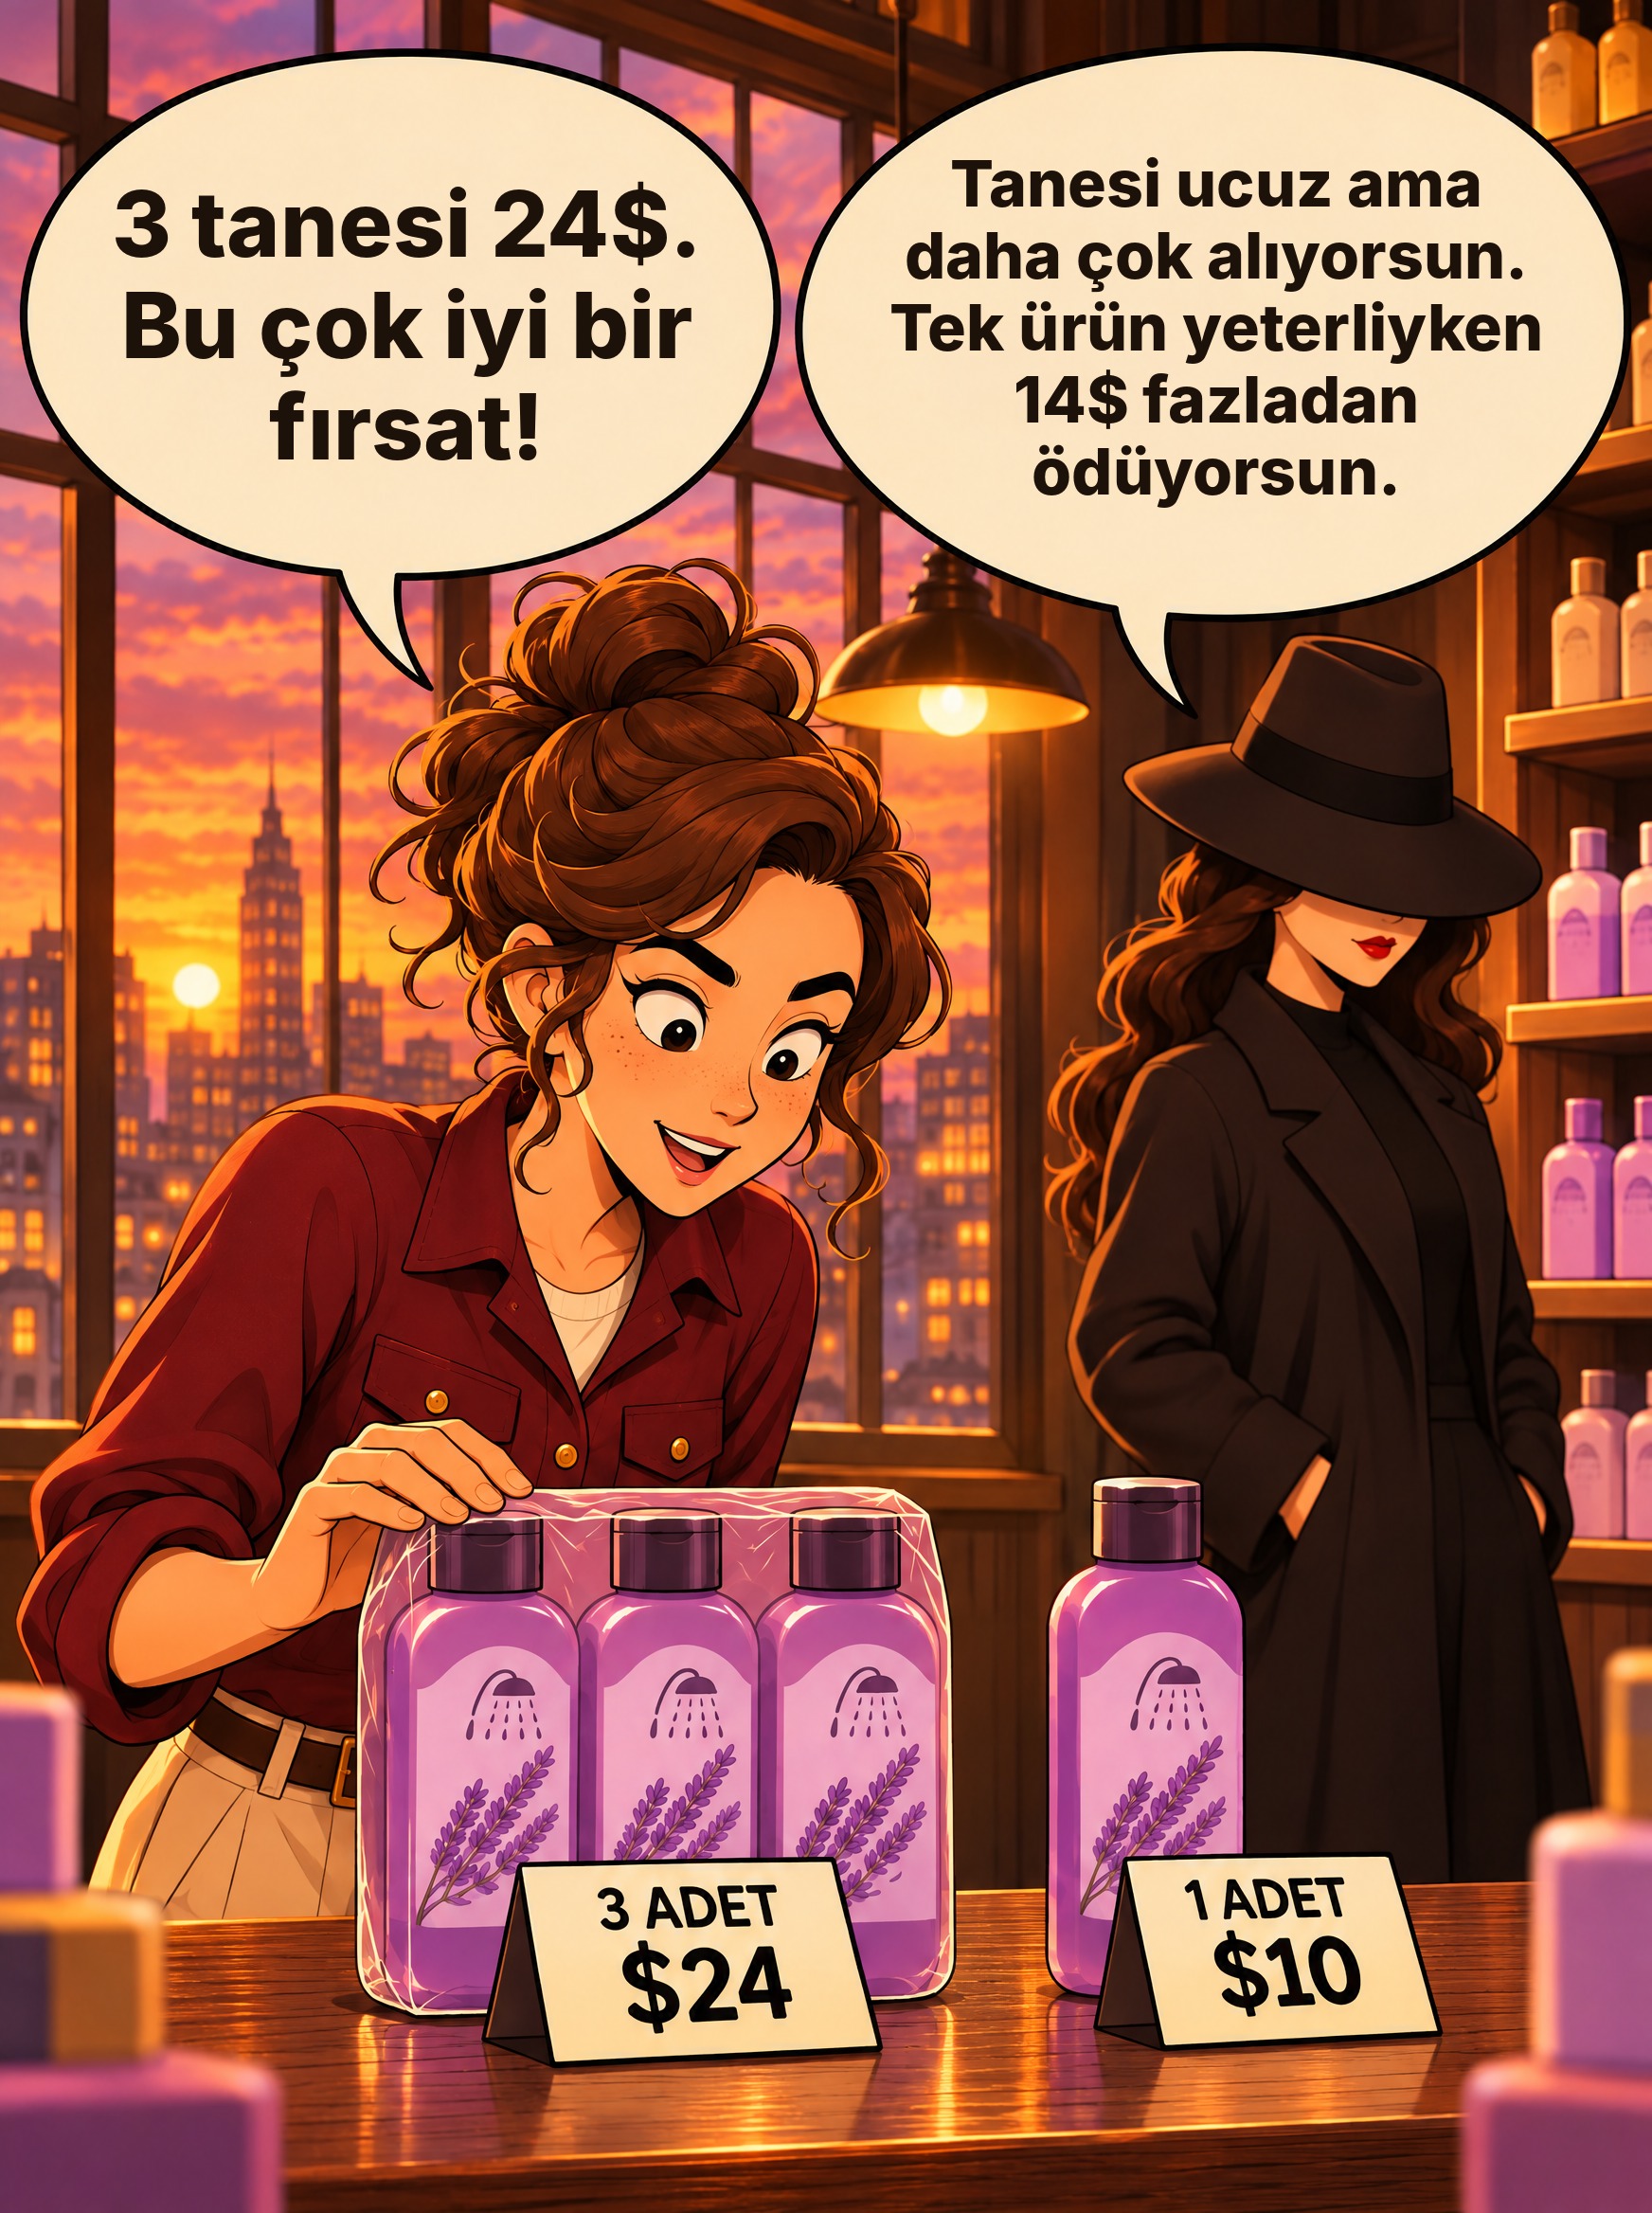 3 tanesi 24$.
Bu çok iyi bir
fırsat!
Tanesi ucuz ama
daha çok alıyorsun.
Tek ürün yeterliyken
14$ fazladan
ödüyorsun.
3 ADET
$24
1 ADET
$10